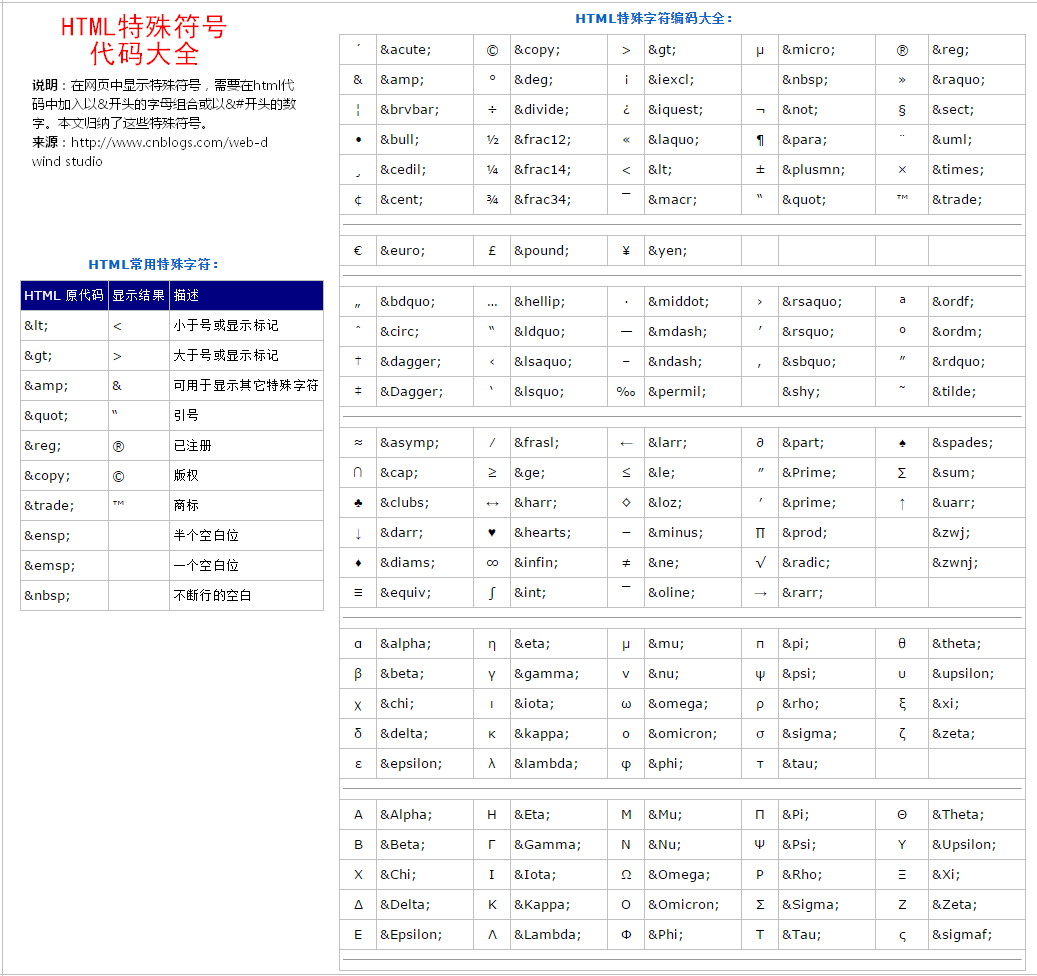 HTML特殊符号
代码大全
说明：在网页中显示特殊符号，需要在html代
码中加入以&开头的字母组合或以&#开头的数
字。本文归纳了这些特殊符号。
来源：http://www.cnblogs.com/web-d
wind studio
HTML常用特殊字符：
HTML 原代码 显示结果 描述
&lt; < 小于号或显示标记
&gt; > 大于号或显示标记
&amp; & 可用于显示其它特殊字符
&quot; " 引号
&reg; ® 已注册
&copy; © 版权
&trade; ™ 商标
&ensp; 半个空白位
&emsp; 一个空白位
&nbsp; 不断行的空白
HTML特殊字符编码大全：
´ &acute; © &copy; > &gt; µ &micro; ® &reg;
& &amp; ° &deg; ¡ &iexcl; &nbsp; » &raquo;
¦ &brvbar; ÷ &divide; ¿ &iquest; ¬ &not; § &sect;
• &bull; ½ &frac12; « &laquo; ¶ &para; ¨ &uml;
¸ &cedil; ¼ &frac14; < &lt; ± &plusmn; × &times;
¢ &cent; ¾ &frac34; ¯ &macr; " &quot; ™ &trade;
€ &euro; £ &pound; ¥ &yen;
„ &bdquo; … &hellip; · &middot; › &rsaquo; ª &ordf;
ˆ &circ; “ &ldquo; — &mdash; ’ &rsquo; º &ordm;
† &dagger; ‹ &lsaquo; – &ndash; ‚ &sbquo; ” &rdquo;
‡ &Dagger; ‘ &lsquo; ‰ &permil; &shy; ˜ &tilde;
≈ &asymp; ⁄ &frasl; ← &larr; ∂ &part; ♠ &spades;
∩ &cap; ≥ &ge; ≤ &le; ″ &Prime; ∑ &sum;
♣ &clubs; ↔ &harr; ◊ &loz; ′ &prime; ↑ &uarr;
↓ &darr; ♥ &hearts; − &minus; ∏ &prod; &zwj;
♦ &diams; ∞ &infin; ≠ &ne; √ &radic; &zwnj;
≡ &equiv; ∫ &int; ‾ &oline; → &rarr;
α &alpha; η &eta; μ &mu; π &pi; θ &theta;
β &beta; γ &gamma; ν &nu; ψ &psi; υ &upsilon;
χ &chi; ι &iota; ω &omega; ρ &rho; ξ &xi;
δ &delta; κ &kappa; ο &omicron; σ &sigma; ζ &zeta;
ε &epsilon; λ &lambda; φ &phi; τ &tau;
Α &Alpha; Η &Eta; Μ &Mu; Π &Pi; Θ &Theta;
Β &Beta; Γ &Gamma; Ν &Nu; Ψ &Psi; Υ &Upsilon;
Χ &Chi; Ι &Iota; Ω &Omega; Ρ &Rho; Ξ &Xi;
Δ &Delta; Κ &Kappa; Ο &Omicron; Σ &Sigma; Ζ &Zeta;
Ε &Epsilon; Λ &Lambda; Φ &Phi; Τ &Tau; ς &sigmaf;